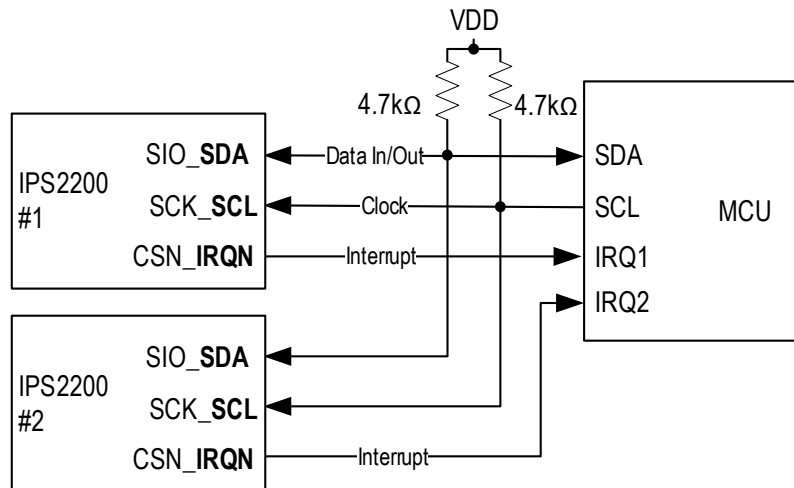 VDD
4.7kΩ 4.7kΩ
SIO_SDA Data In/Out SDA
IPS2200
#1
SCK_SCL Clock SCL
MCU
CSN_IRQN Interrupt IRQ1
IRQ2
SIO_SDA
IPS2200
#2
SCK_SCL
CSN_IRQN Interrupt